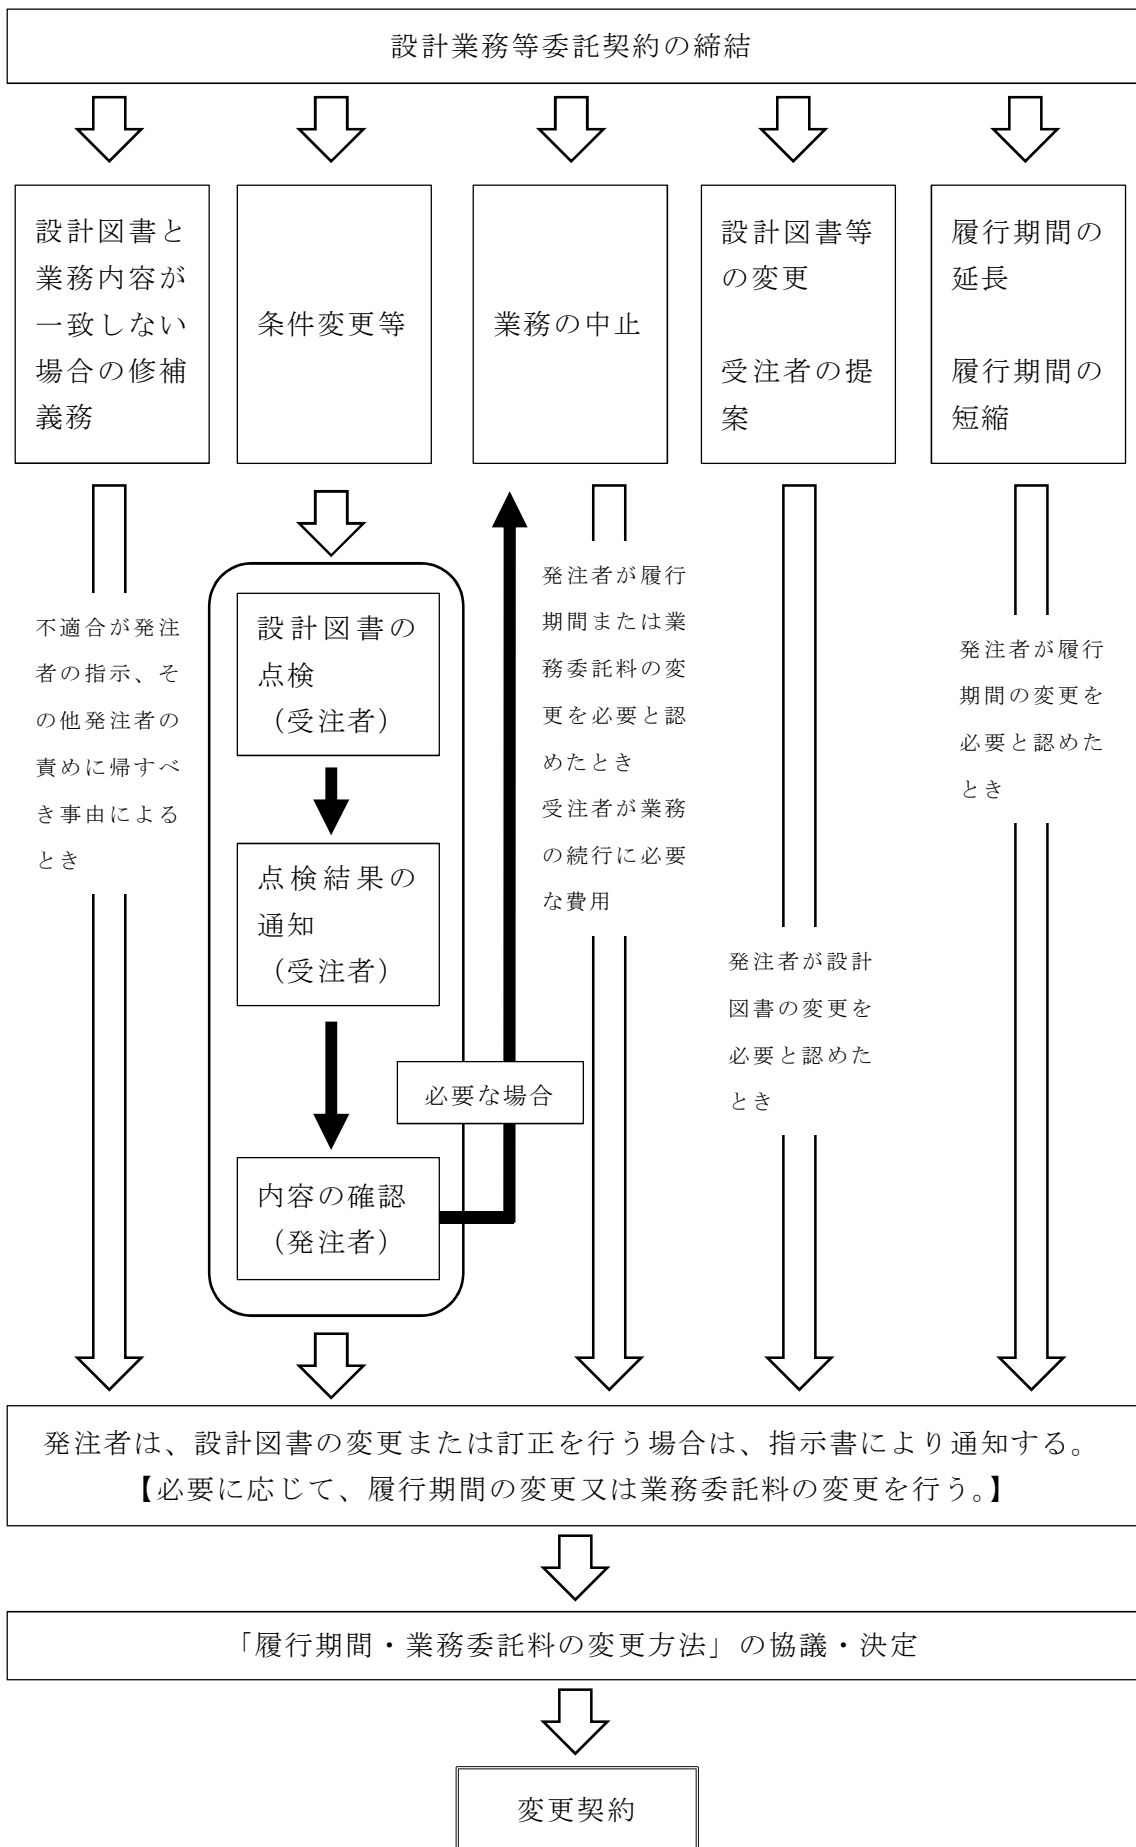 設計業務等委託契約の締結
設計図書と
業務内容が
一致しない
場合の修補
義務
条件変更等
業務の中止
設計図書等
の変更
受注者の提
案
履行期間の
延長
履行期間の
短縮
不適合が発注
者の指示、そ
の他発注者の
責めに帰すべ
き事由による
とき
設計図書の
点検
（受注者）
点検結果の
通知
（受注者）
内容の確認
（発注者）
必要な場合
発注者が履行
期間または業
務委託料の変
更を必要と認
めたとき
受注者が業務
の続行に必要
な費用
発注者が設計
図書の変更を
必要と認めた
とき
発注者が履行
期間の変更を
必要と認めた
とき
発注者は、設計図書の変更または訂正を行う場合は、指示書により通知する。
【必要に応じて、履行期間の変更又は業務委託料の変更を行う。】
「履行期間・業務委託料の変更方法」の協議・決定
変更契約